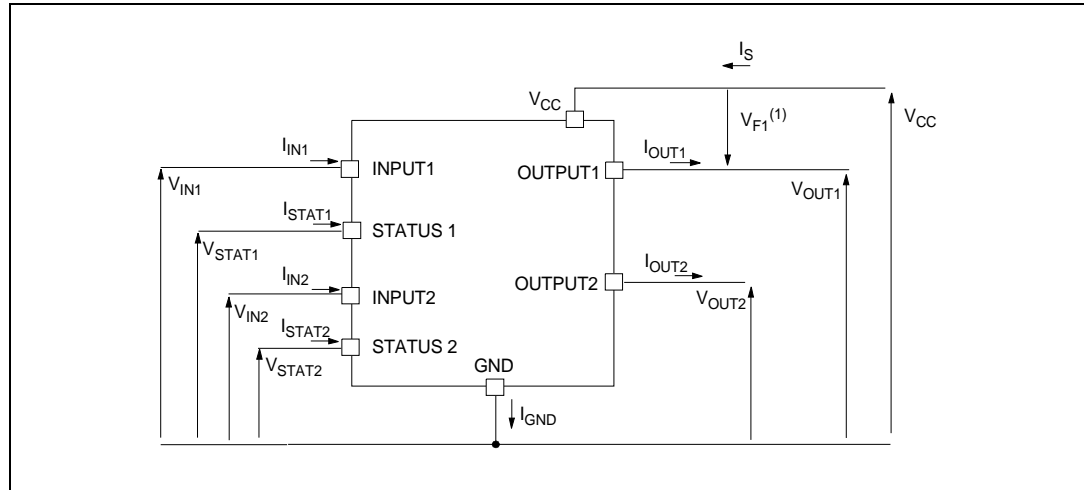 I_S
V_CC
V_F1^(1)
V_CC
I_IN1
INPUT1
OUTPUT1
I_OUT1
V_IN1
V_OUT1
I_STAT1
STATUS 1
V_STAT1
I_IN2
INPUT2
OUTPUT2
I_OUT2
V_IN2
V_OUT2
I_STAT2
STATUS 2
V_STAT2
GND
I_GND